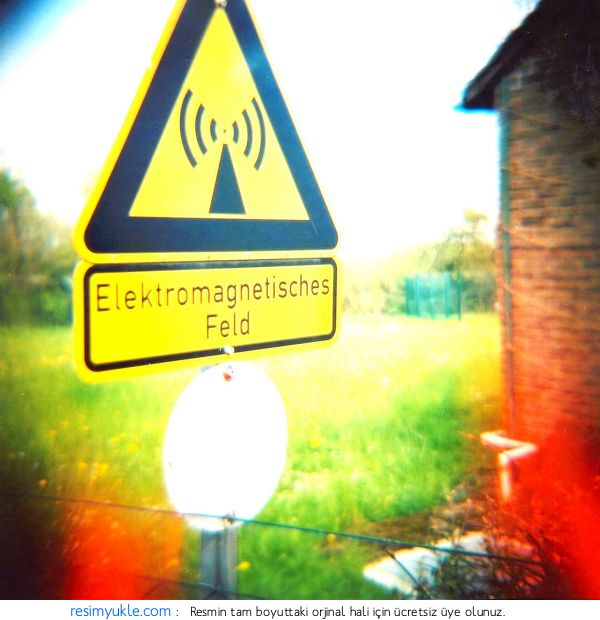 Elektromagnetisches
Feld
resimyukle.com : Resmin tam boyuttaki orjinal hali için ücretsiz üye olunuz.